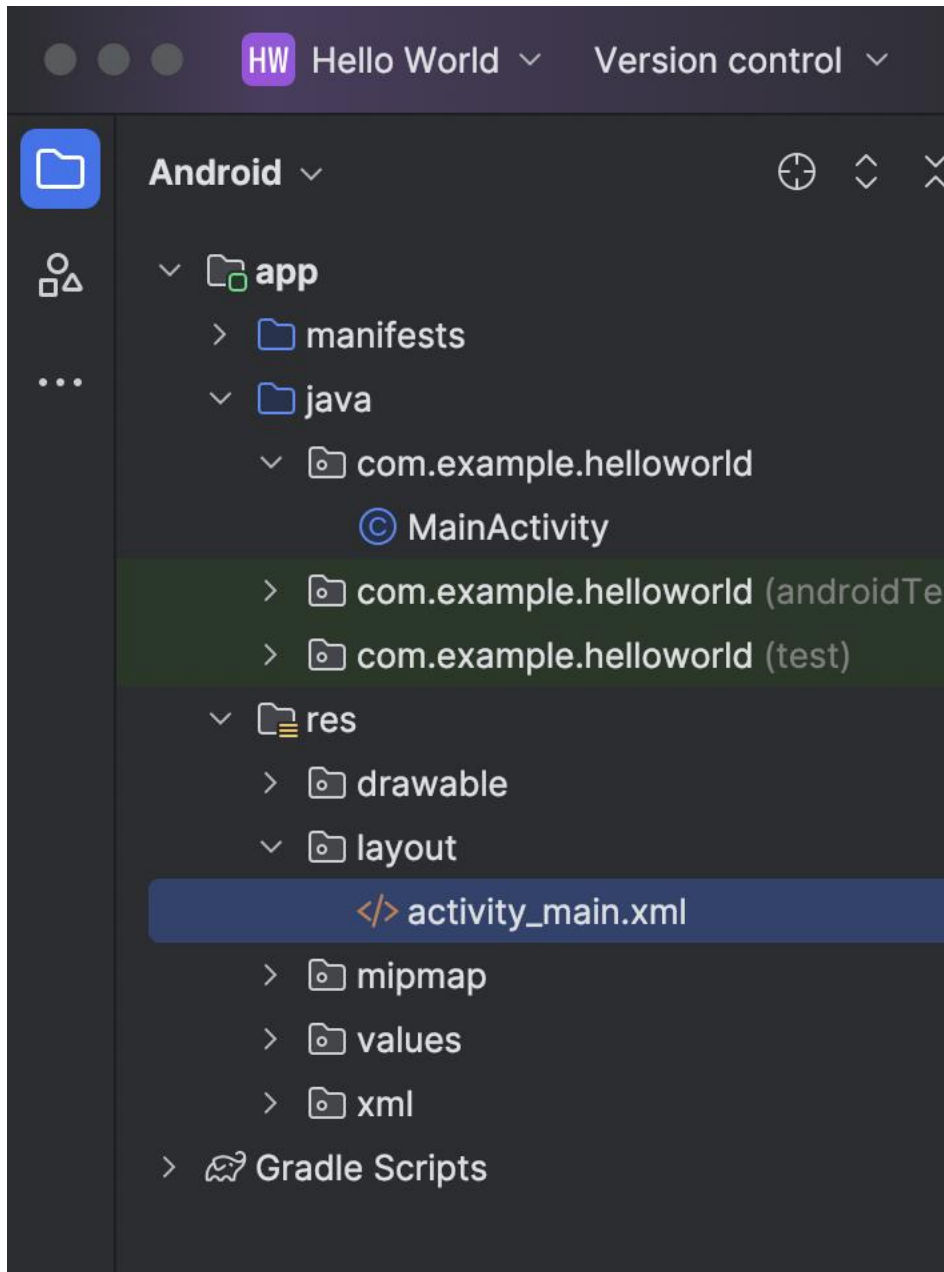 HW Hello World Version control
Android
app
manifests
java
com.example.helloworld
MainActivity
com.example.helloworld (androidTe
com.example.helloworld (test)
res
drawable
layout
</> activity_main.xml
mipmap
values
xml
Gradle Scripts